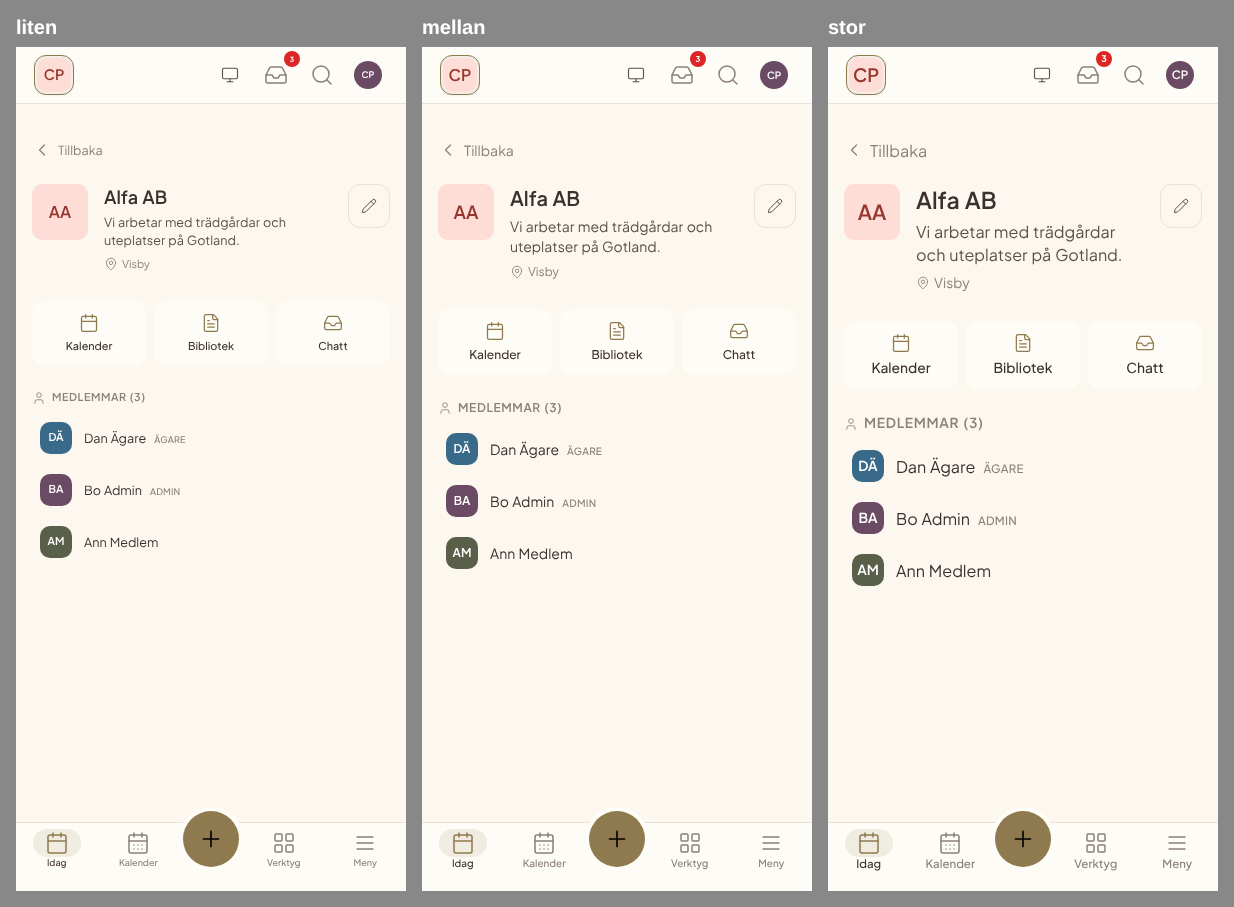 liten
CP
3
CP
Tillbaka
AA
Alfa AB
Vi arbetar med trädgårdar och
uteplatser på Gotland.
Visby
Kalender
Bibliotek
Chatt
MEDLEMMAR (3)
DÄ
Dan Ägare ÄGARE
BA
Bo Admin ADMIN
AM
Ann Medlem
Idag
Kalender
Verktyg
Meny
mellan
CP
3
CP
Tillbaka
AA
Alfa AB
Vi arbetar med trädgårdar och
uteplatser på Gotland.
Visby
Kalender
Bibliotek
Chatt
MEDLEMMAR (3)
DÄ
Dan Ägare ÄGARE
BA
Bo Admin ADMIN
AM
Ann Medlem
Idag
Kalender
Verktyg
Meny
stor
CP
3
CP
Tillbaka
AA
Alfa AB
Vi arbetar med trädgårdar
och uteplatser på Gotland.
Visby
Kalender
Bibliotek
Chatt
MEDLEMMAR (3)
DÄ
Dan Ägare ÄGARE
BA
Bo Admin ADMIN
AM
Ann Medlem
Idag
Kalender
Verktyg
Meny